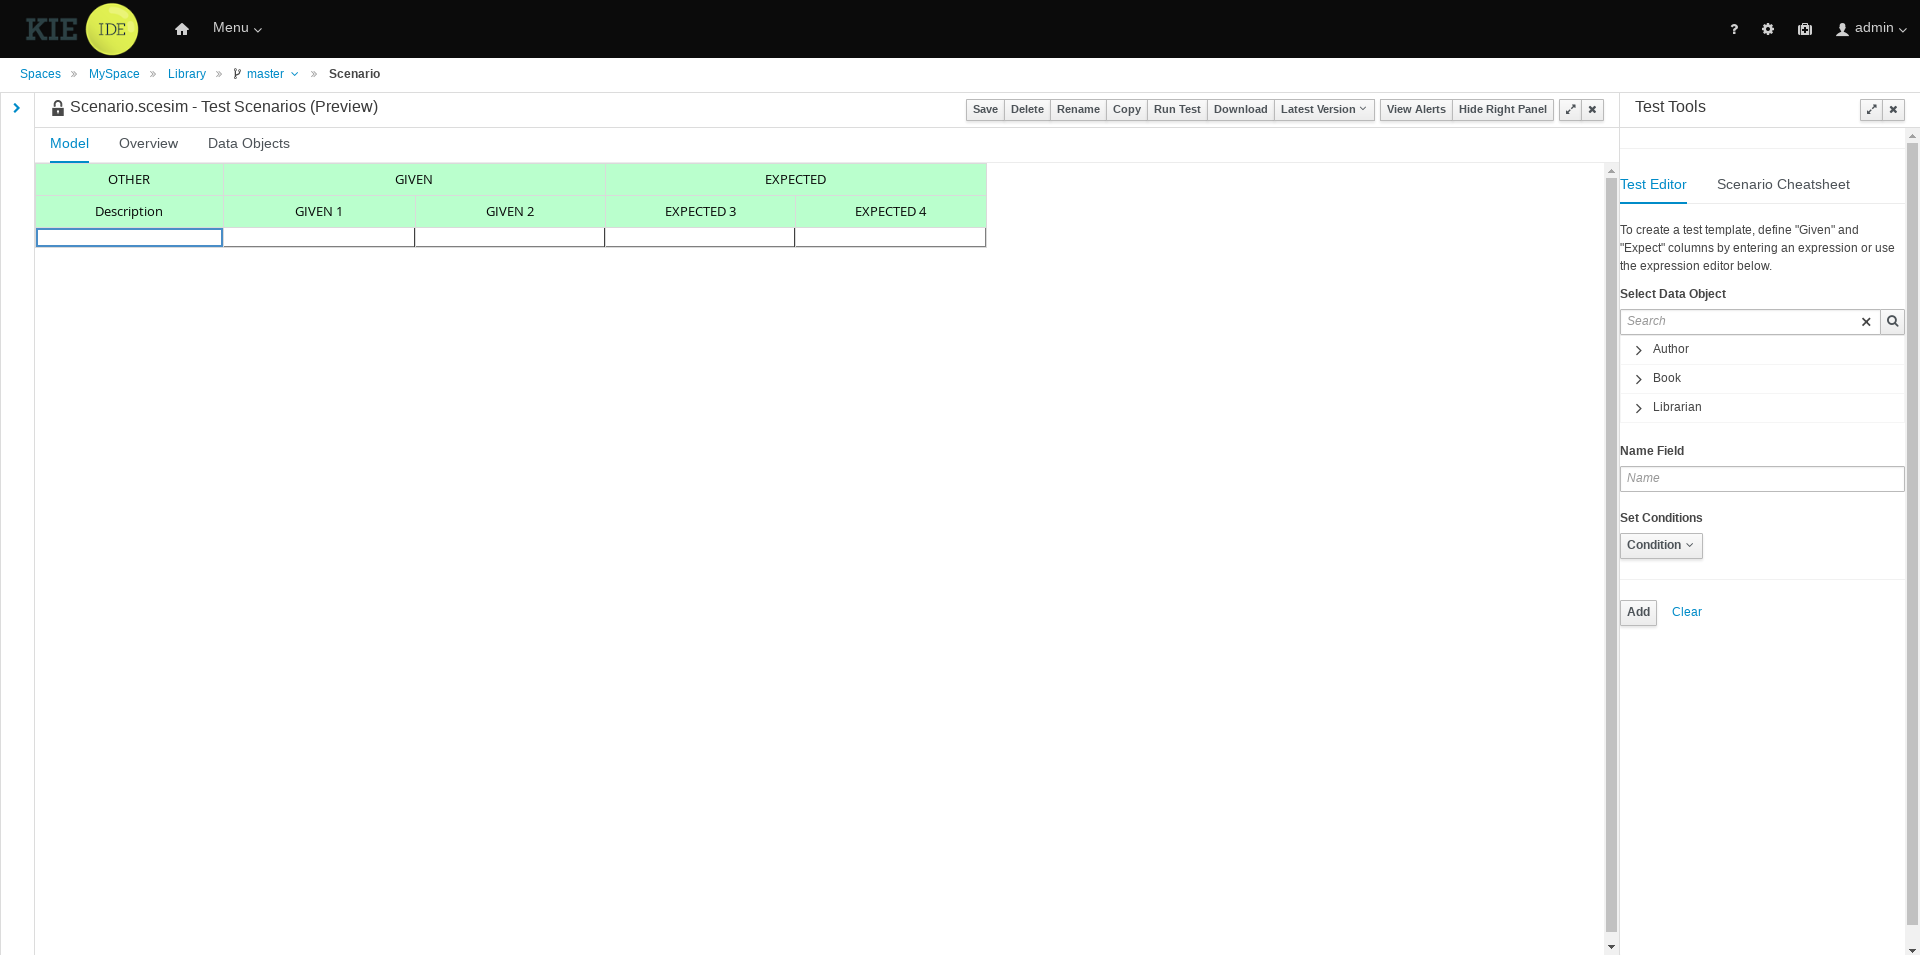 KIE IDE Menu ? admin
Spaces » MySpace » Library » master » Scenario
Scenario.scesim - Test Scenarios (Preview) Save Delete Rename Copy Run Test Download Latest Version View Alerts Hide Right Panel
Model Overview Data Objects
OTHER GIVEN EXPECTED
Description GIVEN 1 GIVEN 2 EXPECTED 3 EXPECTED 4
Test Tools
Test Editor Scenario Cheatsheet
To create a test template, define "Given" and
"Expect" columns by entering an expression or use
the expression editor below.
Select Data Object
Search
Author
Book
Librarian
Name Field
Name
Set Conditions
Condition
Add Clear